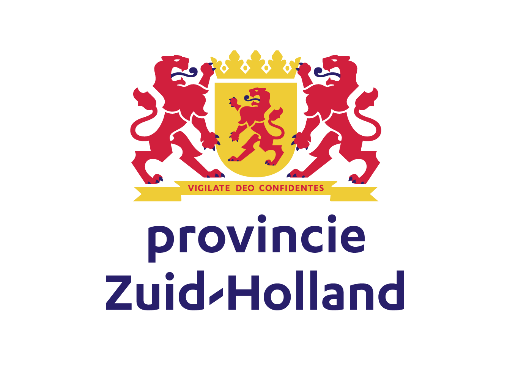 VIGILATE DEO CONFIDENTES
provincie
Zuid-Holland